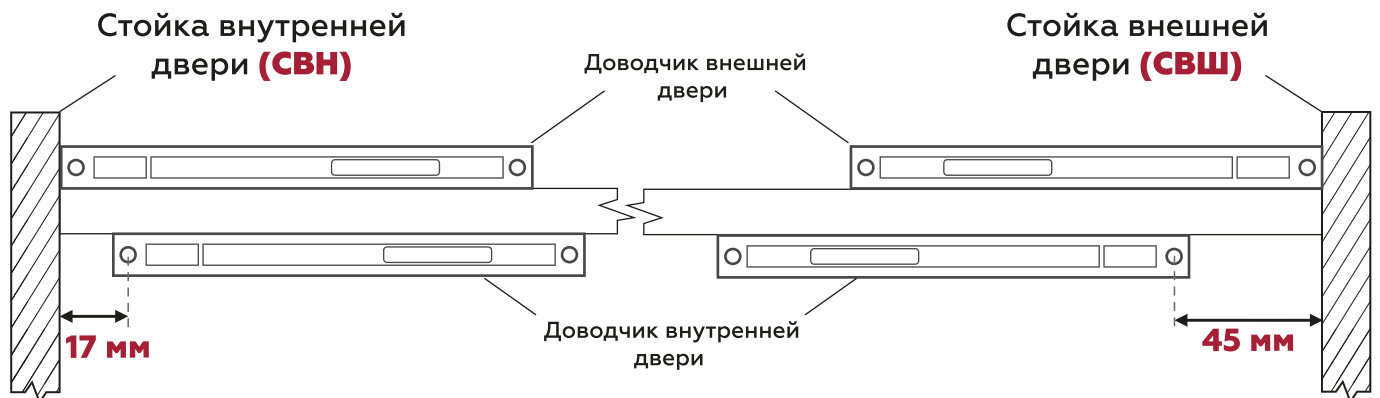 Стойка внутренней
двери (СВН)
Доводчик внешней
двери
Стойка внешней
двери (СВШ)
17 мм
Доводчик внутренней
двери
45 мм